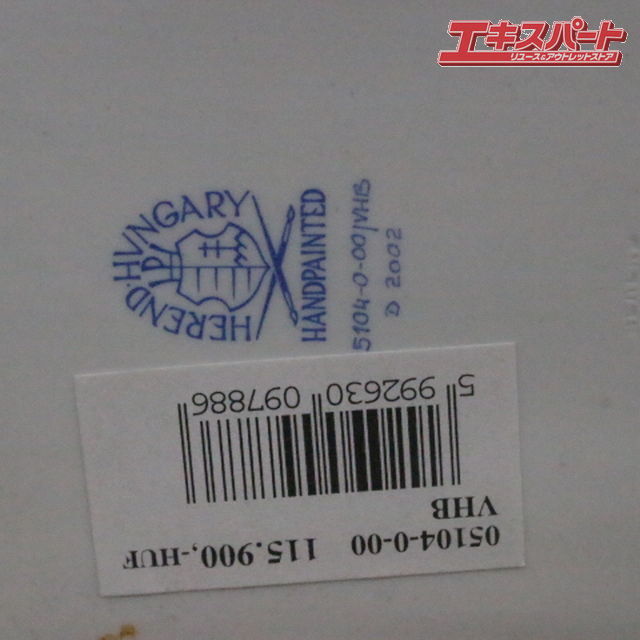 エキスパート
リユース&アウトレットストア
HEREND·HVNGARY
HANDPAINTED
5104-0-00/VHB
D 2002
5 992630 097886
05104-0-00 115.900,-HUF
VHB